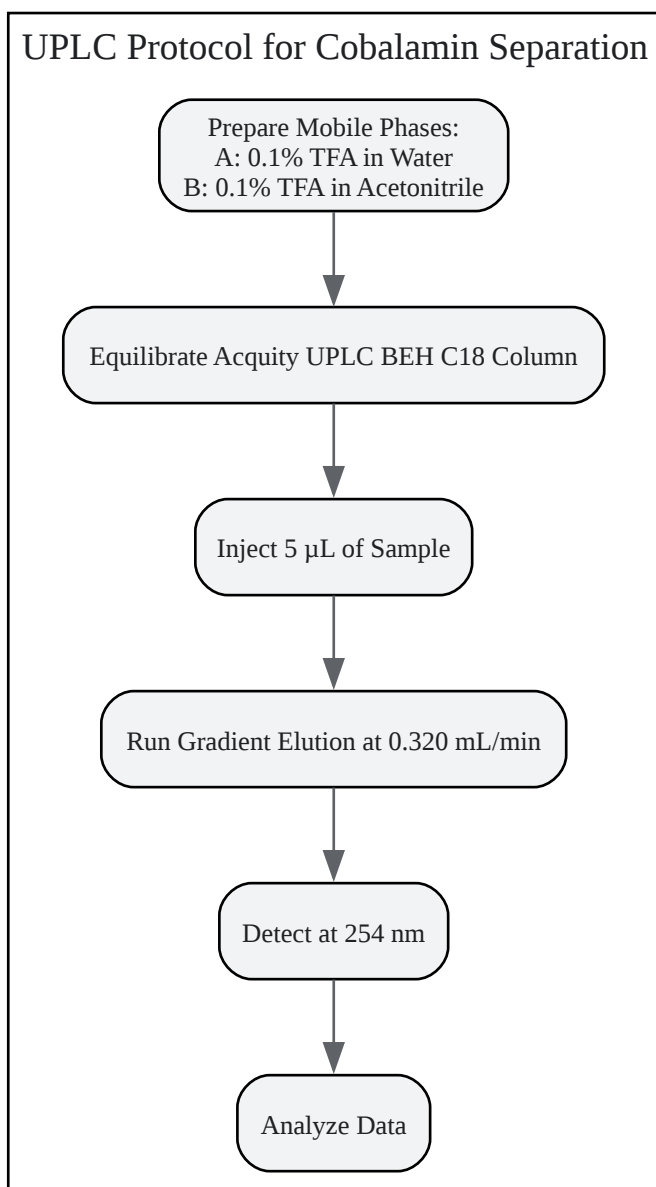 UPLC Protocol for Cobalamin Separation
Prepare Mobile Phases:
A: 0.1% TFA in Water
B: 0.1% TFA in Acetonitrile
Equilibrate Acquity UPLC BEH C18 Column
Inject 5 µL of Sample
Run Gradient Elution at 0.320 mL/min
Detect at 254 nm
Analyze Data